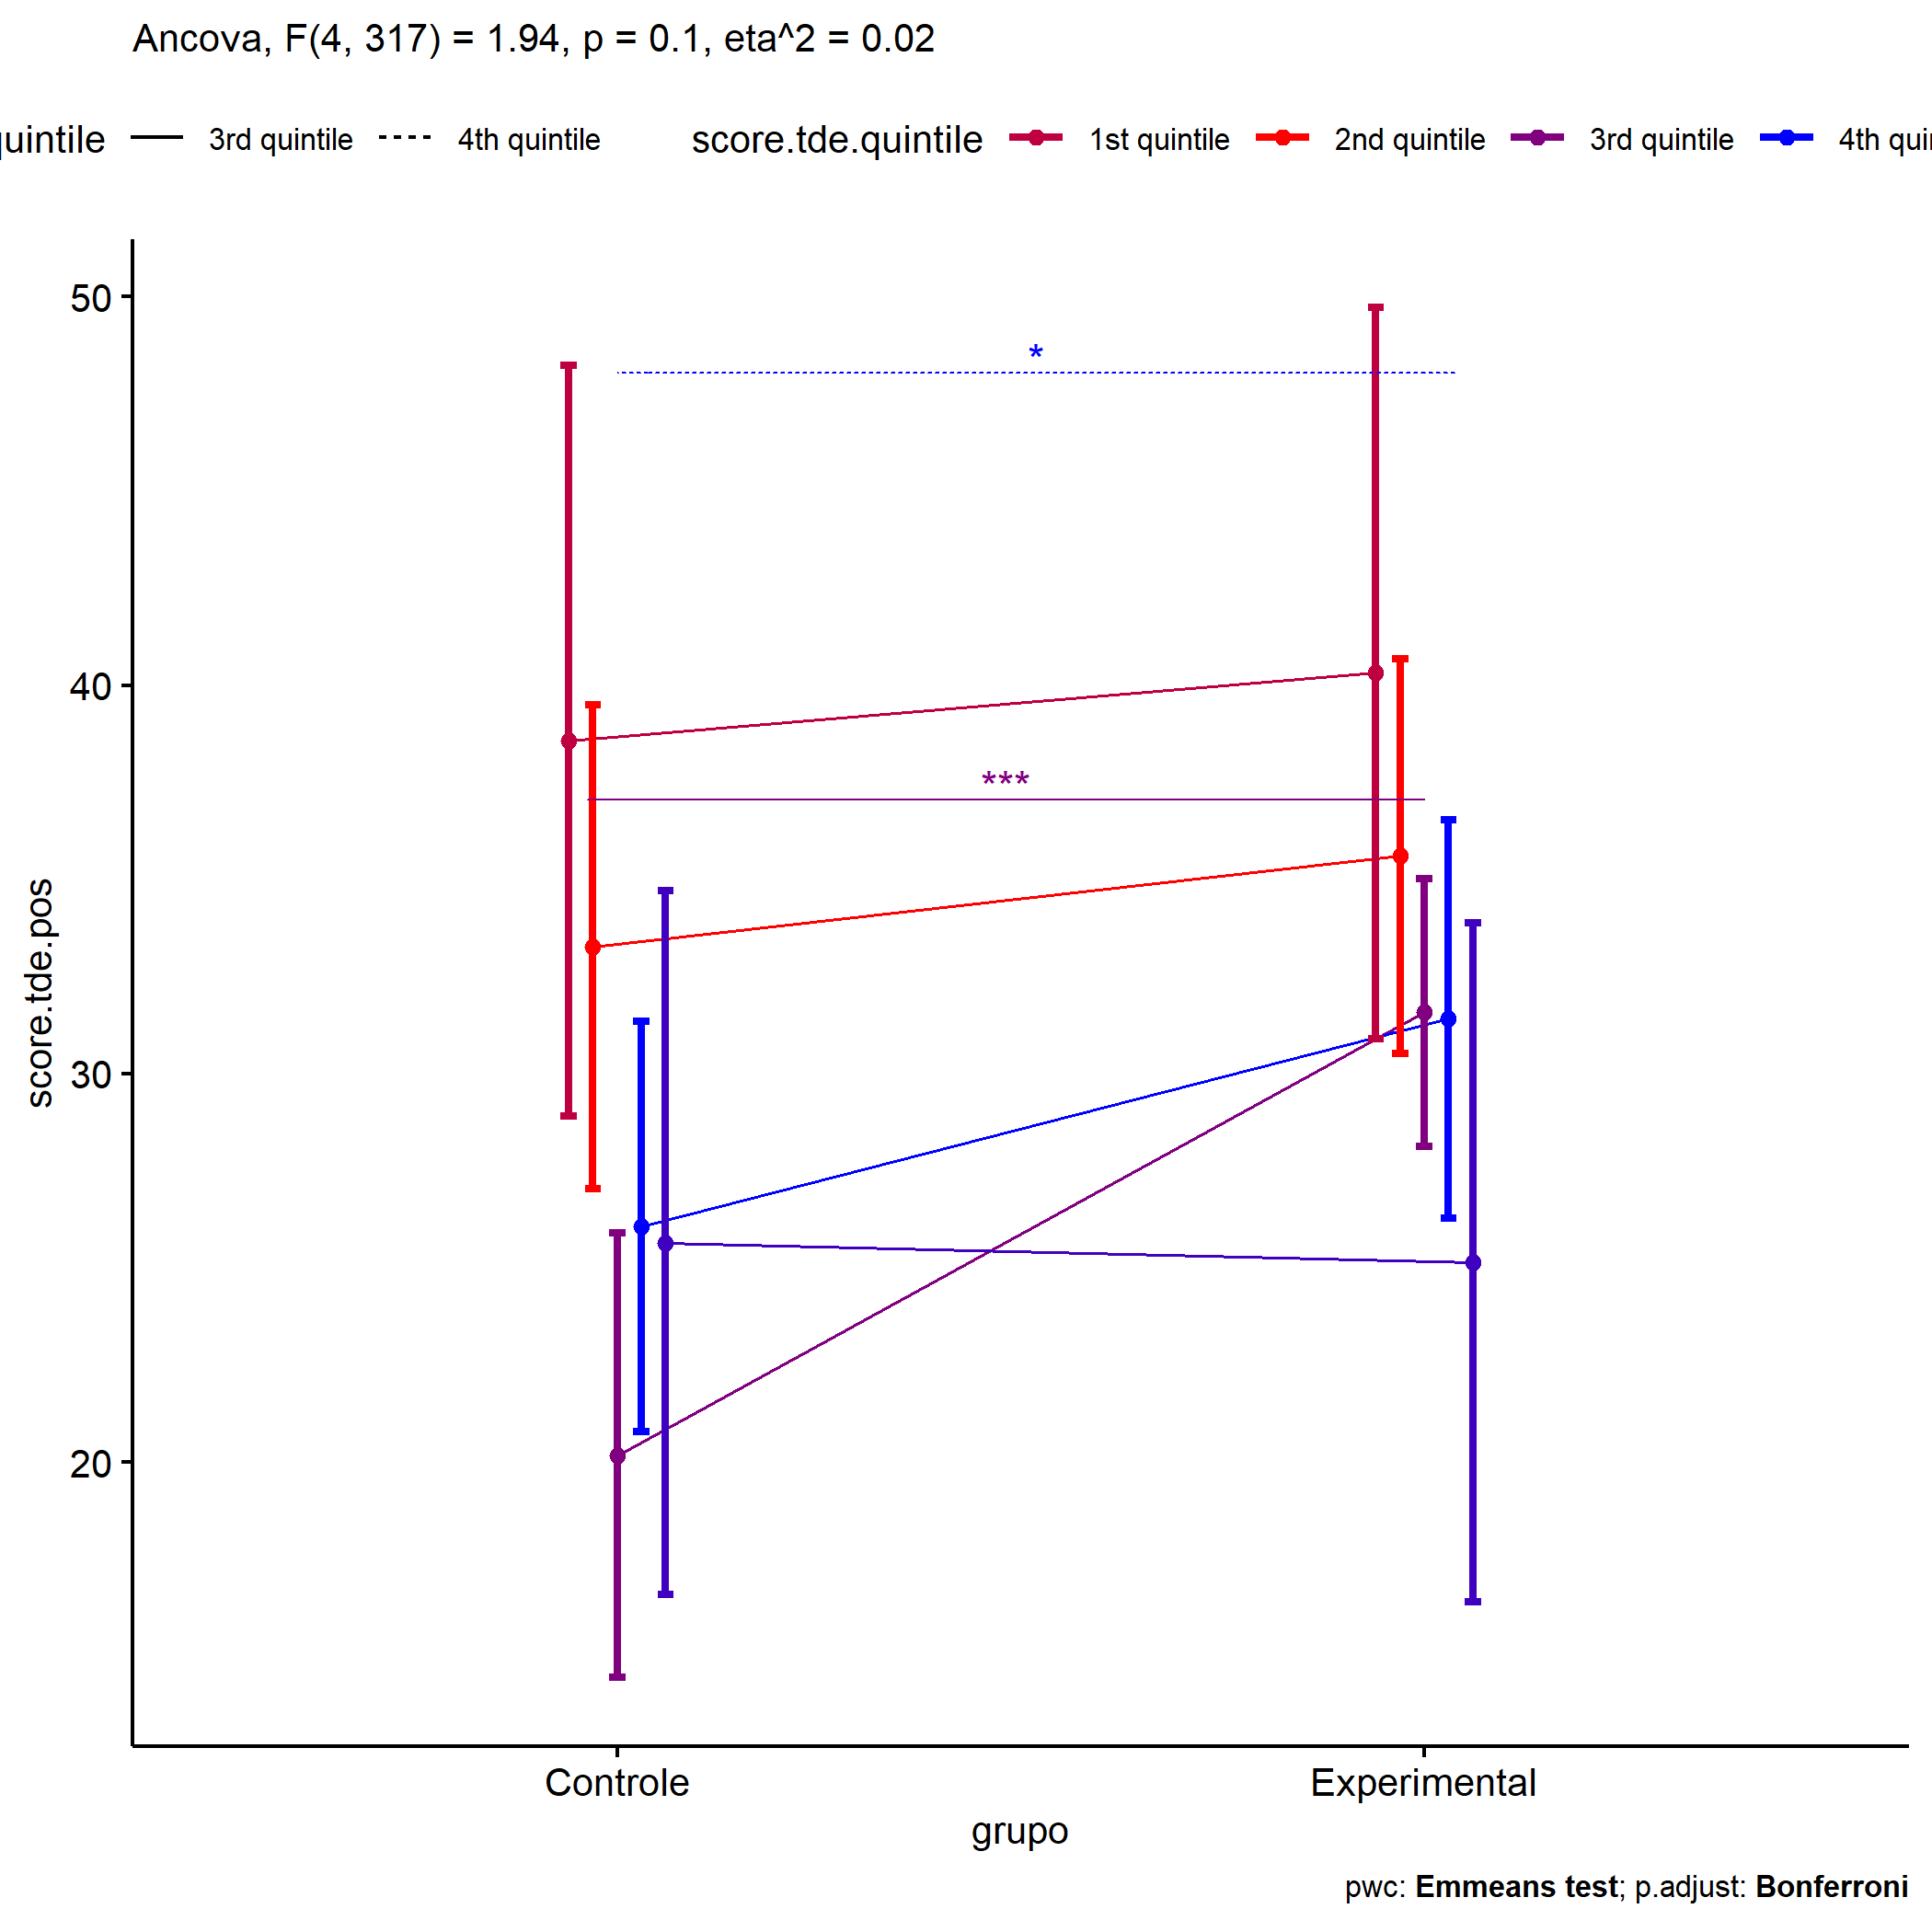 Ancova, F(4, 317) = 1.94, p = 0.1, eta^2 = 0.02
3rd quintile 4th quintile score.tde.quintile 1st quintile 2nd quintile 3rd quintile 4th
50
*
40
***
score.tde.pos
30
20
Controle Experimental
grupo
pwc: Emmeans test; p.adjust: Bonferroni